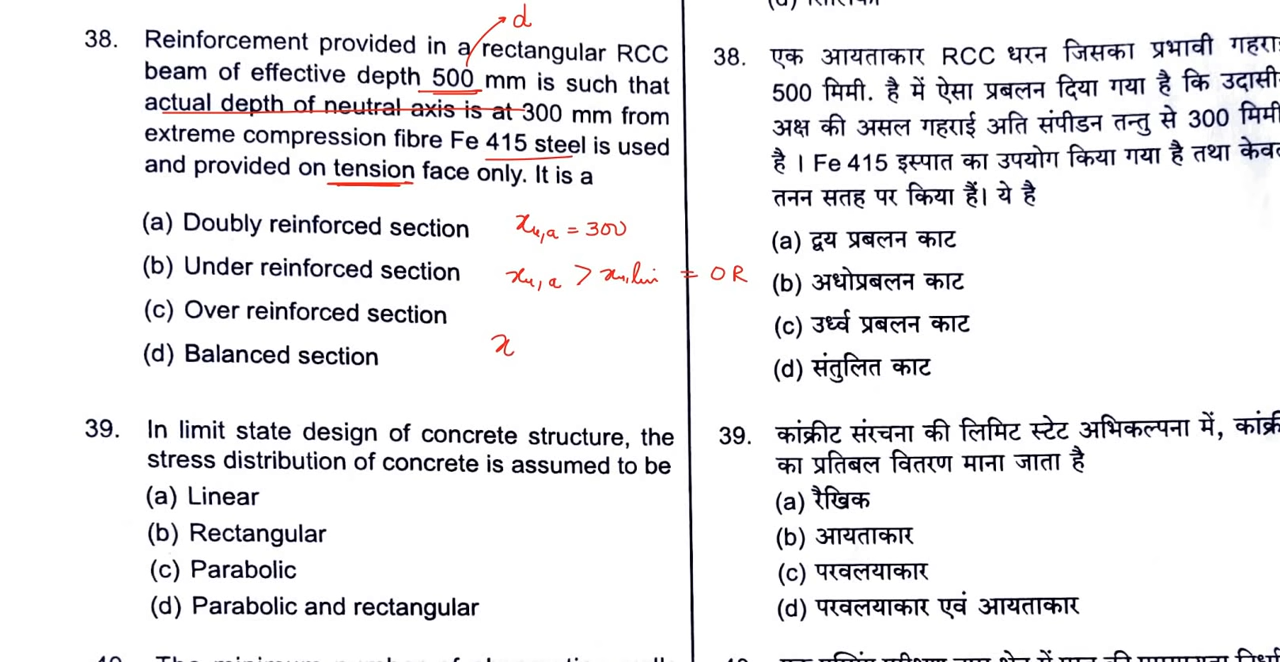 d
38. Reinforcement provided in a rectangular RCC
beam of effective depth 500 mm is such that
actual depth of neutral axis is at 300 mm from
extreme compression fibre Fe 415 steel is used
and provided on tension face only. It is a
(a) Doubly reinforced section
(b) Under reinforced section
(c) Over reinforced section
(d) Balanced section
xu,a = 300
xu,a > xu,lim = OR
x
39. In limit state design of concrete structure, the
stress distribution of concrete is assumed to be
(a) Linear
(b) Rectangular
(c) Parabolic
(d) Parabolic and rectangular
38. एक आयताकार RCC धरन जिसका प्रभावी
500 मिमी. है में ऐसा प्रबलन दिया गया है कि
अक्ष की असल गहराई अति संपीडन तन्तु से 300 मिमी
है । Fe 415 इस्पात का उपयोग किया गया है तथा
तनन सतह पर किया हैं। ये है
(a) द्वय प्रबलन काट
(b) अधोप्रबलन काट
(c) उर्ध्व प्रबलन काट
(d) संतुलित काट
39. कांक्रीट संरचना की लिमिट स्टेट अभिकल्पना में,
का प्रतिबल वितरण माना जाता है
(a) रैखिक
(b) आयताकार
(c) परवलयाकार
(d) परवलयाकार एवं आयताकार